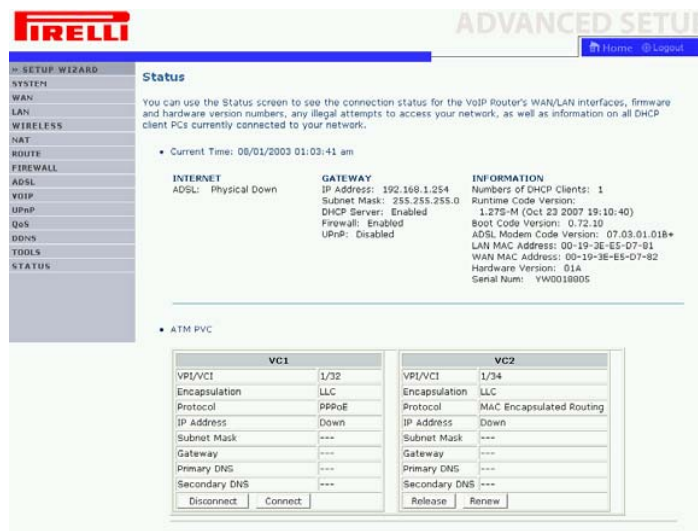 PIRELLI
ADVANCED SETU
Home Logout
» SETUP WIZARD
SYSTEM
WAN
LAN
WIRELESS
NAT
ROUTE
FIREWALL
ADSL
VOIP
UPnP
QoS
DDNS
TOOLS
STATUS
Status
You can use the Status screen to see the connection status for the VoIP Router's WAN/LAN interfaces, firmware
and hardware version numbers, any illegal attempts to access your network, as well as information on all DHCP
client PCs currently connected to your network.
• Current Time: 08/01/2003 01:03:41 am
INTERNET
ADSL: Physical Down
GATEWAY
IP Address: 192.168.1.254
Subnet Mask: 255.255.255.0
DHCP Server: Enabled
Firewall: Enabled
UPnP: Disabled
INFORMATION
Numbers of DHCP Clients: 1
Runtime Code Version:
1.27S-M (Oct 23 2007 19:10:40)
Boot Code Version: 0.72.10
ADSL Modem Code Version: 07.03.01.01B+
LAN MAC Address: 00-19-3E-E5-D7-81
WAN MAC Address: 00-19-3E-E5-D7-82
Hardware Version: 01A
Serial Num: YW0018805
• ATM PVC
VC1
VPI/VCI 1/32
Encapsulation LLC
Protocol PPPoE
IP Address Down
Subnet Mask ---
Gateway ---
Primary DNS ---
Secondary DNS ---
Disconnect Connect
VC2
VPI/VCI 1/34
Encapsulation LLC
Protocol MAC Encapsulated Routing
IP Address Down
Subnet Mask ---
Gateway ---
Primary DNS ---
Secondary DNS ---
Release Renew